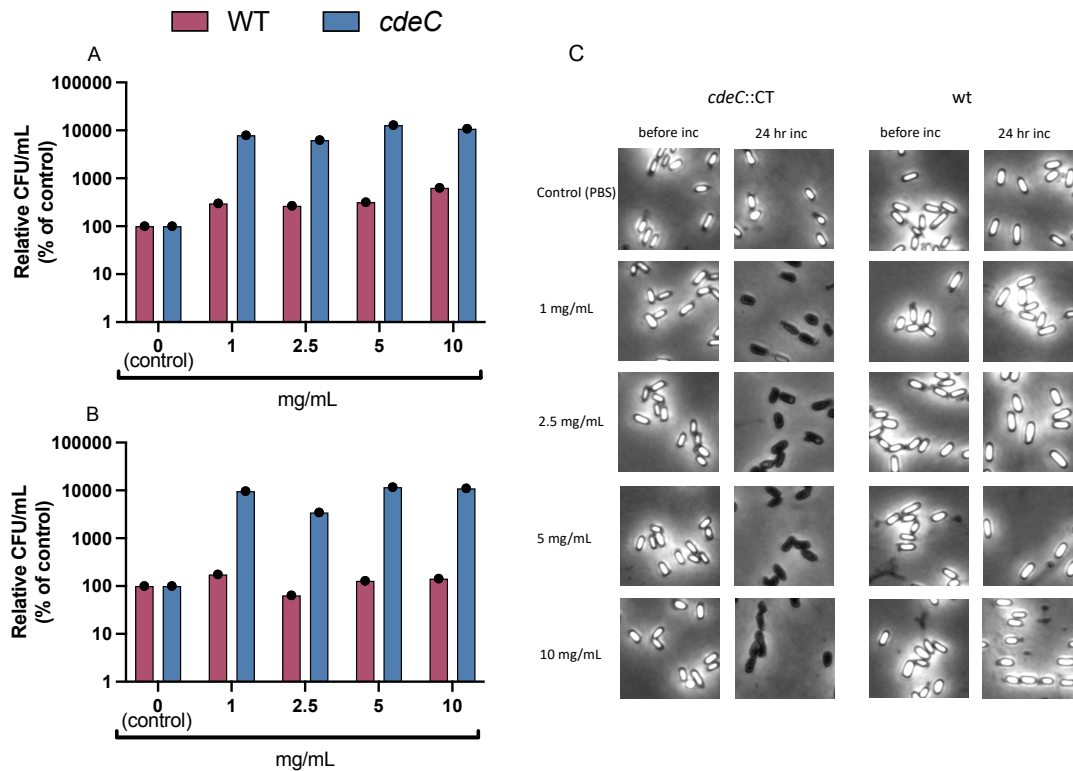 WT
cdeC
A
100000
10000
1000
100
10
1
Relative CFU/mL
(% of control)
0
(control)
1
2.5
5
10
mg/mL
B
100000
10000
1000
100
10
1
Relative CFU/mL
(% of control)
0
(control)
1
2.5
5
10
mg/mL
C
cdeC::CT
wt
before inc
24 hr inc
before inc
24 hr inc
Control (PBS)
1 mg/mL
2.5 mg/mL
5 mg/mL
10 mg/mL